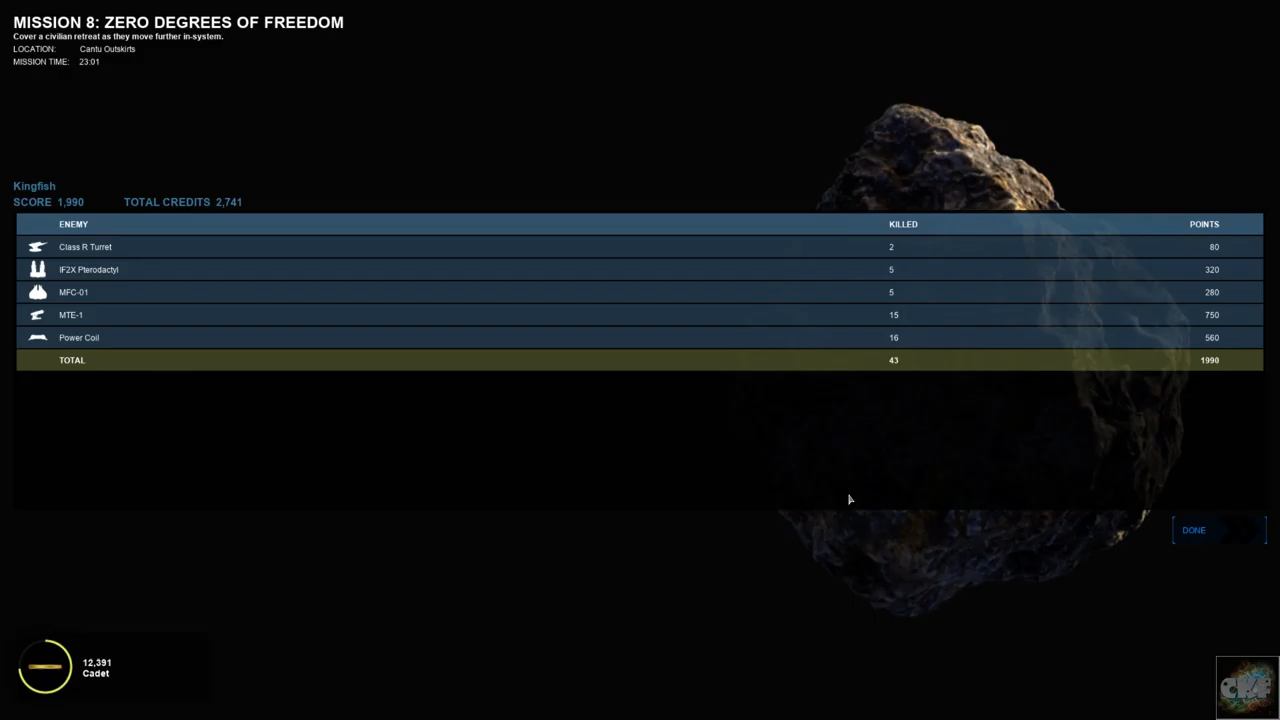 MISSION 8: ZERO DEGREES OF FREEDOM
Cover a civilian retreat as they move further in-system.
LOCATION: Cantu Outskirts
MISSION TIME: 23:01
Kingfish
SCORE 1,990 TOTAL CREDITS 2,741
ENEMY KILLED POINTS
Class R Turret 2 80
IF2X Pterodactyl 5 320
MFC-01 5 280
MTE-1 15 750
Power Coil 16 560
TOTAL 43 1990
DONE
12,391
Cadet